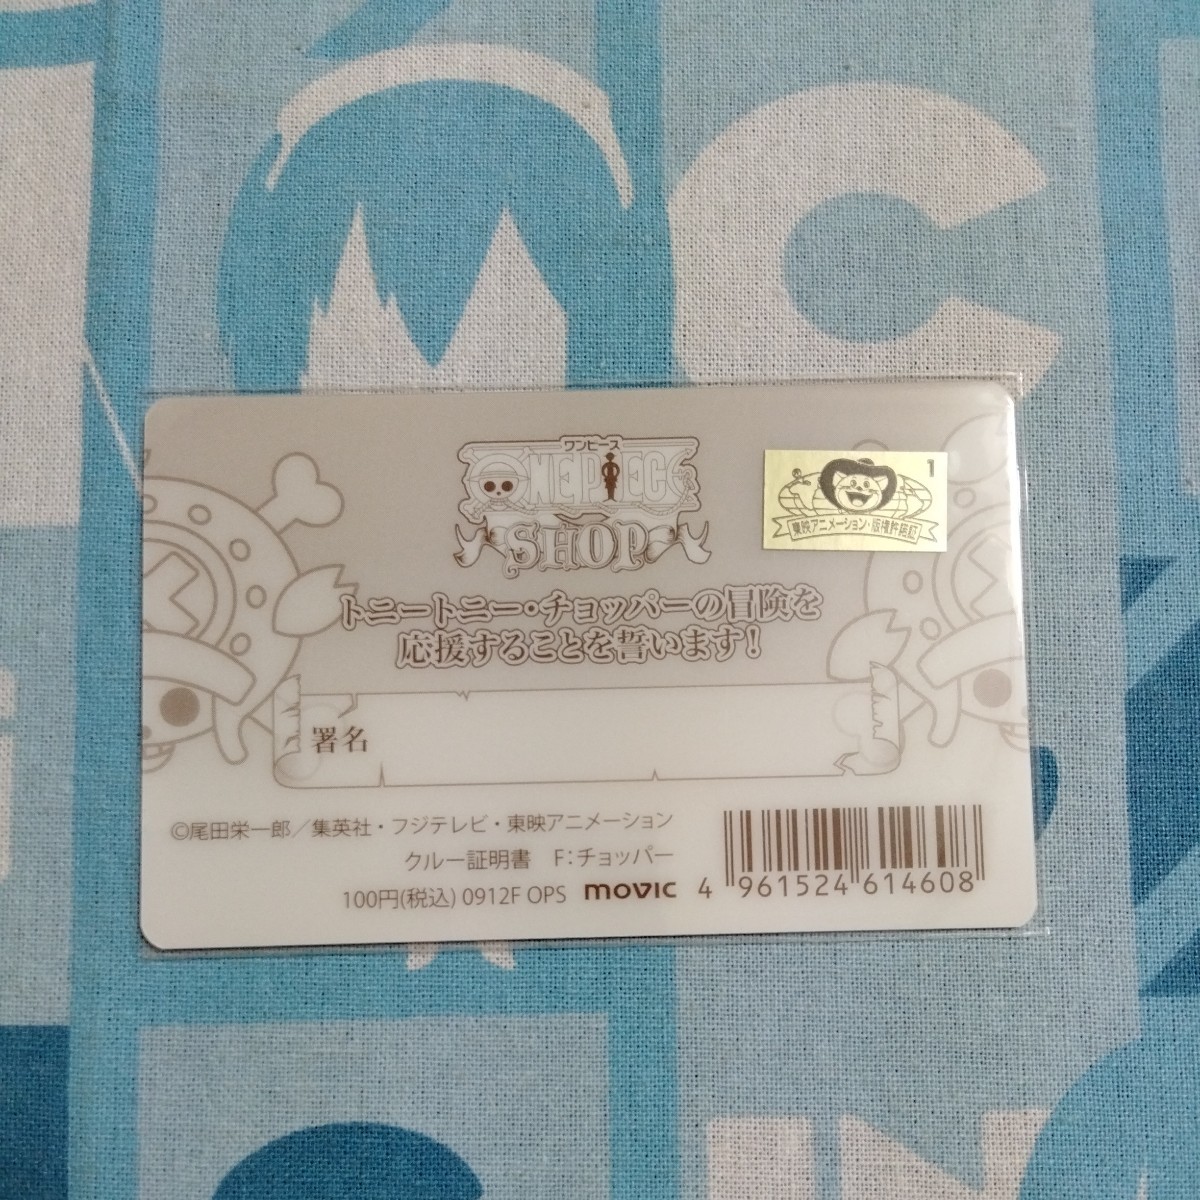 ワンピース
ONE PIECE
SHOP
1
東映アニメーション・版権許諾証
トニートニー・チョッパーの冒険を
応援することを誓います!
署名
©尾田栄一郎/集英社・フジテレビ・東映アニメーション
クルー証明書 F:チョッパー
100円(税込) 0912F OPS movic
4 961524 614608